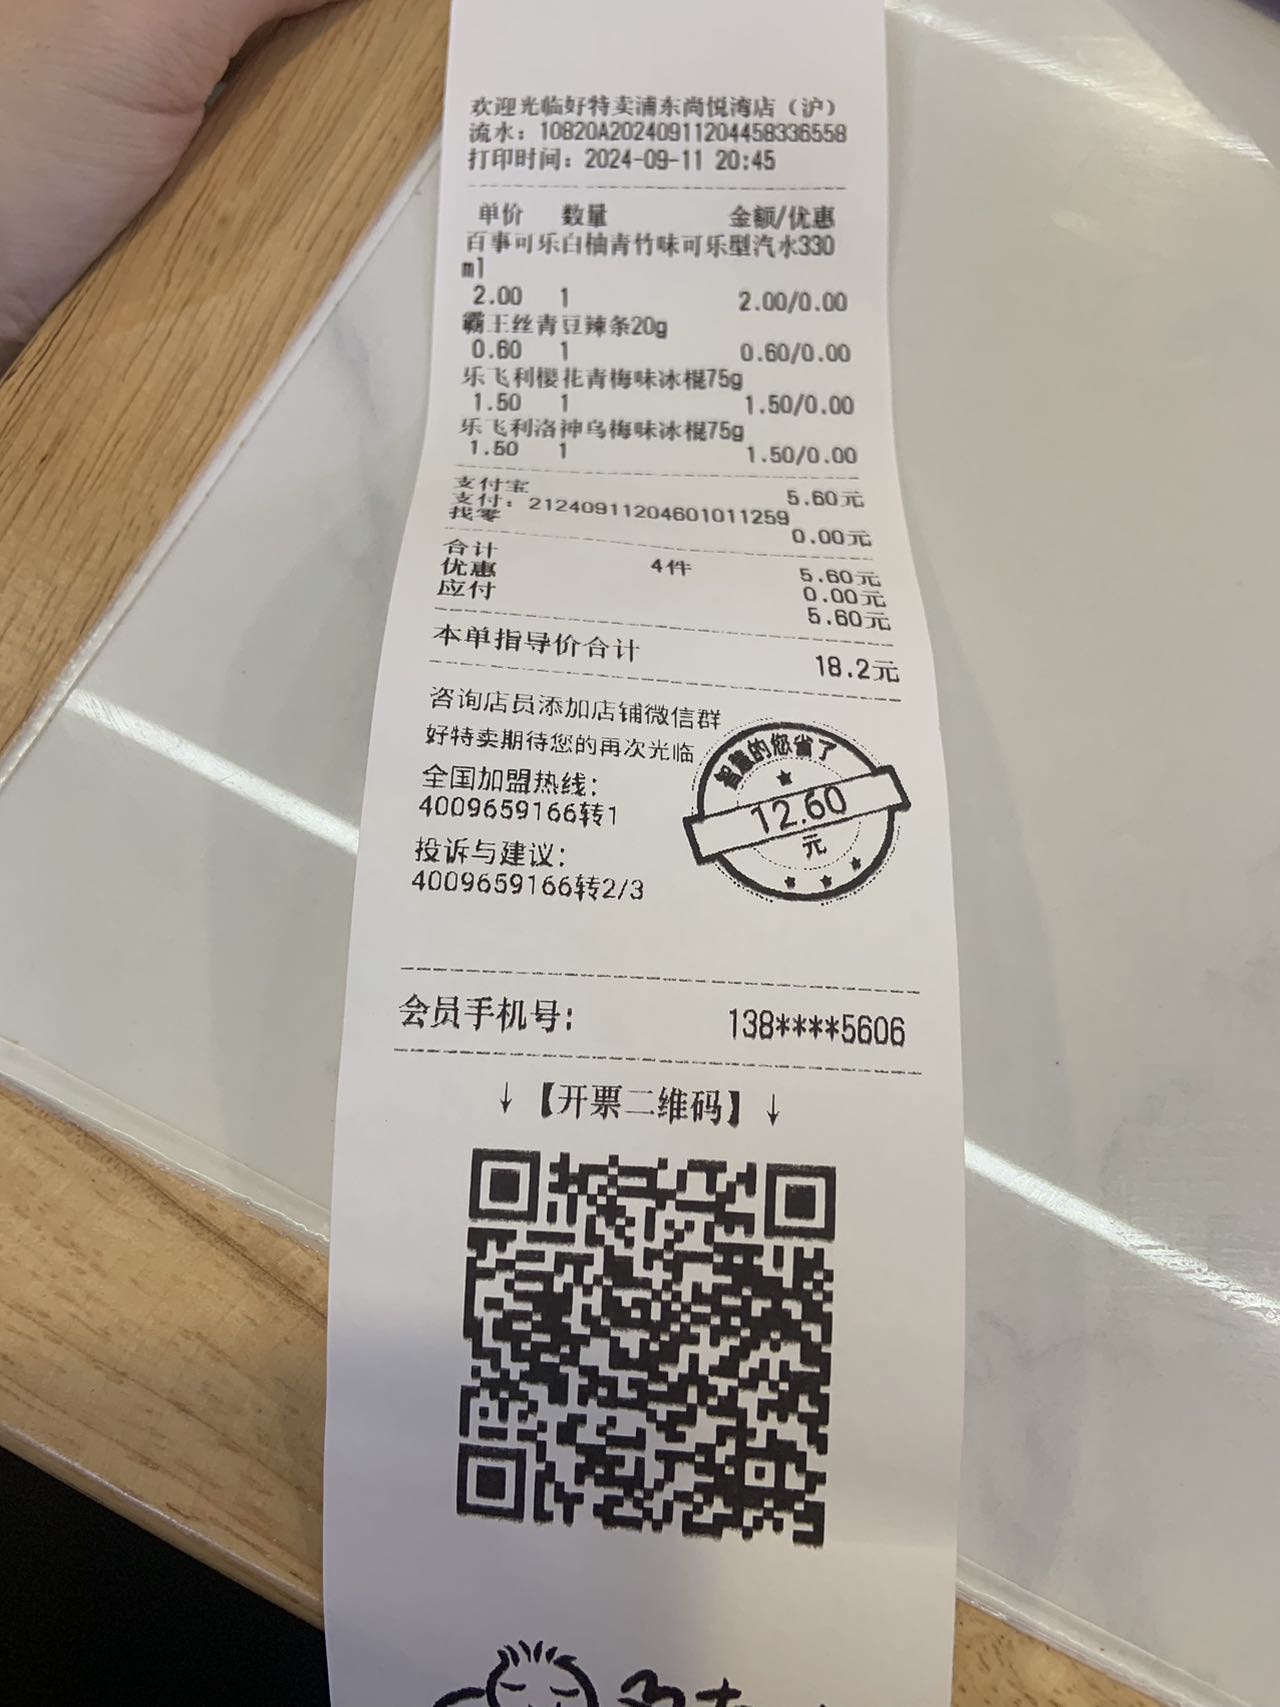 欢迎光临好特卖浦东尚悦湾店（沪）
流水：10820A20240911204458336558
打印时间：2024-09-11 20:45
单价 数量 金额/优惠
百事可乐白柚青竹味可乐型汽水330
ml
2.00 1 2.00/0.00
霸王丝青豆辣条20g
0.60 1 0.60/0.00
乐飞利樱花青梅味冰棍75g
1.50 1 1.50/0.00
乐飞利洛神乌梅味冰棍75g
1.50 1 1.50/0.00
支付宝 5.60元
支付：21240911204601011259
找零 0.00元
合计 4件 5.60元
优惠 0.00元
应付 5.60元
本单指导价合计 18.2元
咨询店员添加店铺微信群
好特卖期待您的再次光临
全国加盟热线：
4009659166转1
投诉与建议：
4009659166转2/3
智慧的您省了
12.60
元
会员手机号： 138****5606
↓【开票二维码】↓